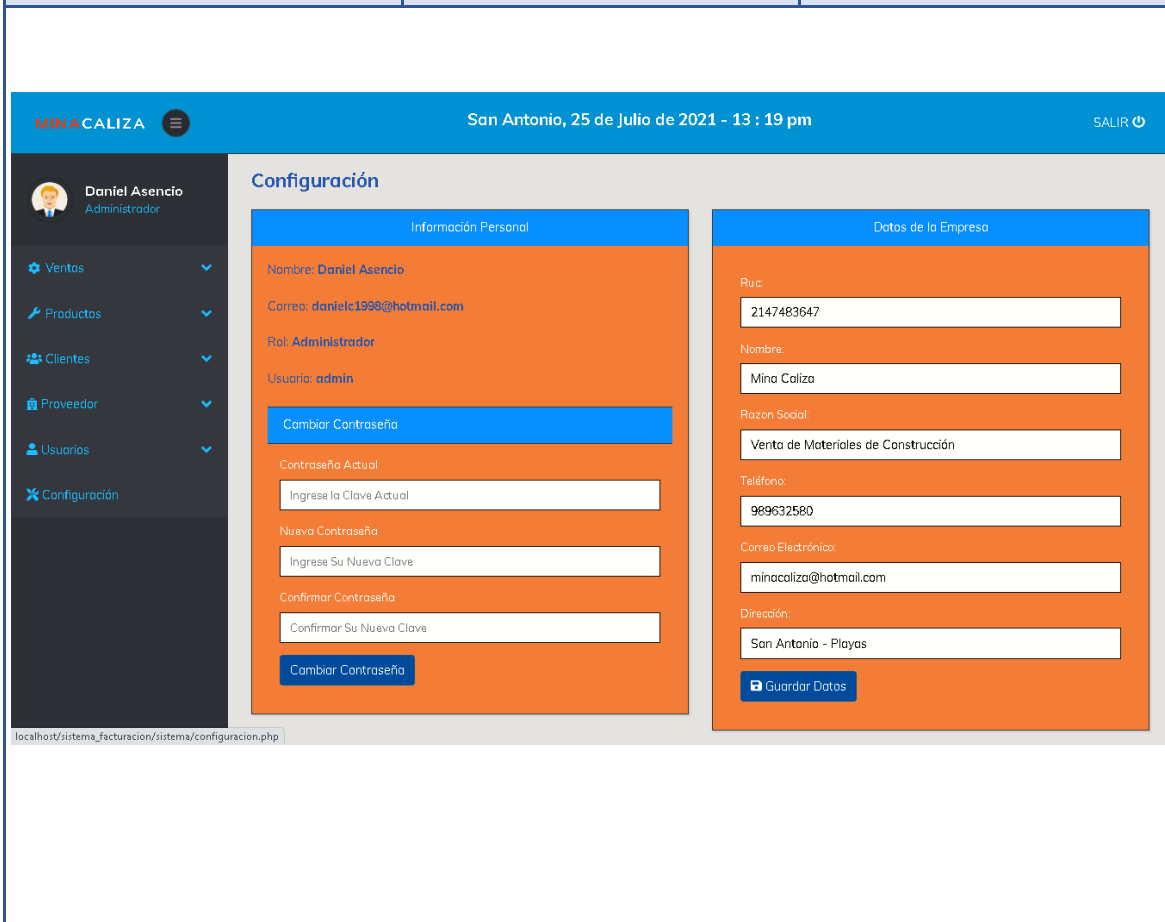 MINACALIZA
San Antonio, 25 de Julio de 2021 - 13 : 19 pm
SALIR
Daniel Asencio
Administrador
Ventas
Productos
Clientes
Proveedor
Usuarios
Configuración
Configuración
Información Personal
Nombre: Daniel Asencio
Correo: danielc1998@hotmail.com
Rol: Administrador
Usuario: admin
Cambiar Contraseña
Contraseña Actual
Ingrese la Clave Actual
Nueva Contraseña
Ingrese Su Nueva Clave
Confirmar Contraseña
Confirmar Su Nueva Clave
Cambiar Contraseña
Datos de la Empresa
Ruc:
2147483647
Nombre:
Mina Caliza
Razon Social:
Venta de Materiales de Construcción
Teléfono:
989632580
Correo Electrónico:
minacaliza@hotmail.com
Dirección:
San Antonio - Playas
Guardar Datos
localhost/sistema_facturacion/sistema/configuracion.php